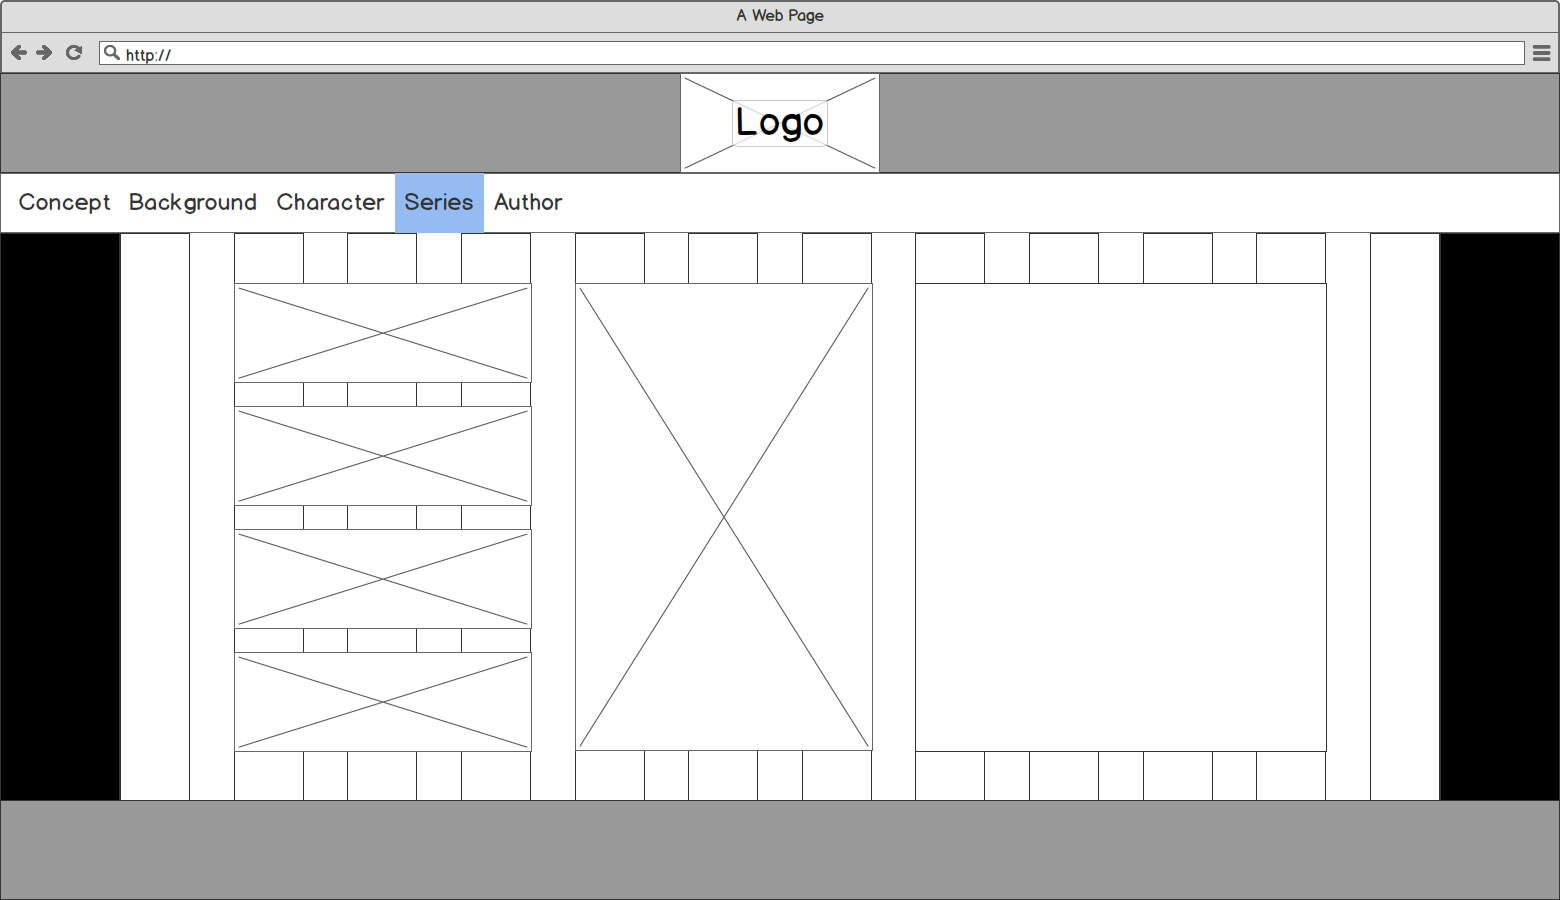 A Web Page
http://
Logo
Concept Background Character Series Author